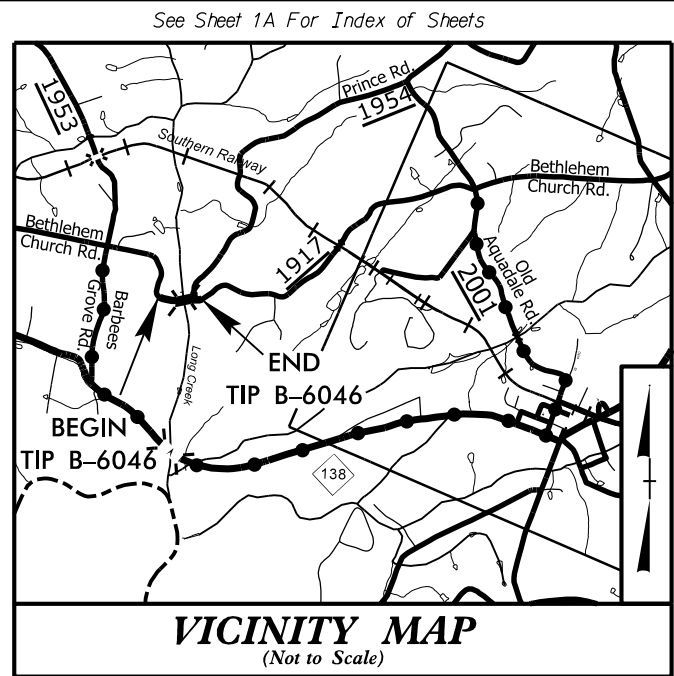 See Sheet 1A For Index of Sheets
1953
Prince Rd.
1954
Southern Railway
Bethlehem
Church Rd.
Bethlehem
Church Rd.
1917
Old
Aquadale Rd.
2001
Barbees
Grove Rd.
Long Creek
END
TIP B–6046
BEGIN
TIP B–6046
138
VICINITY MAP
(Not to Scale)